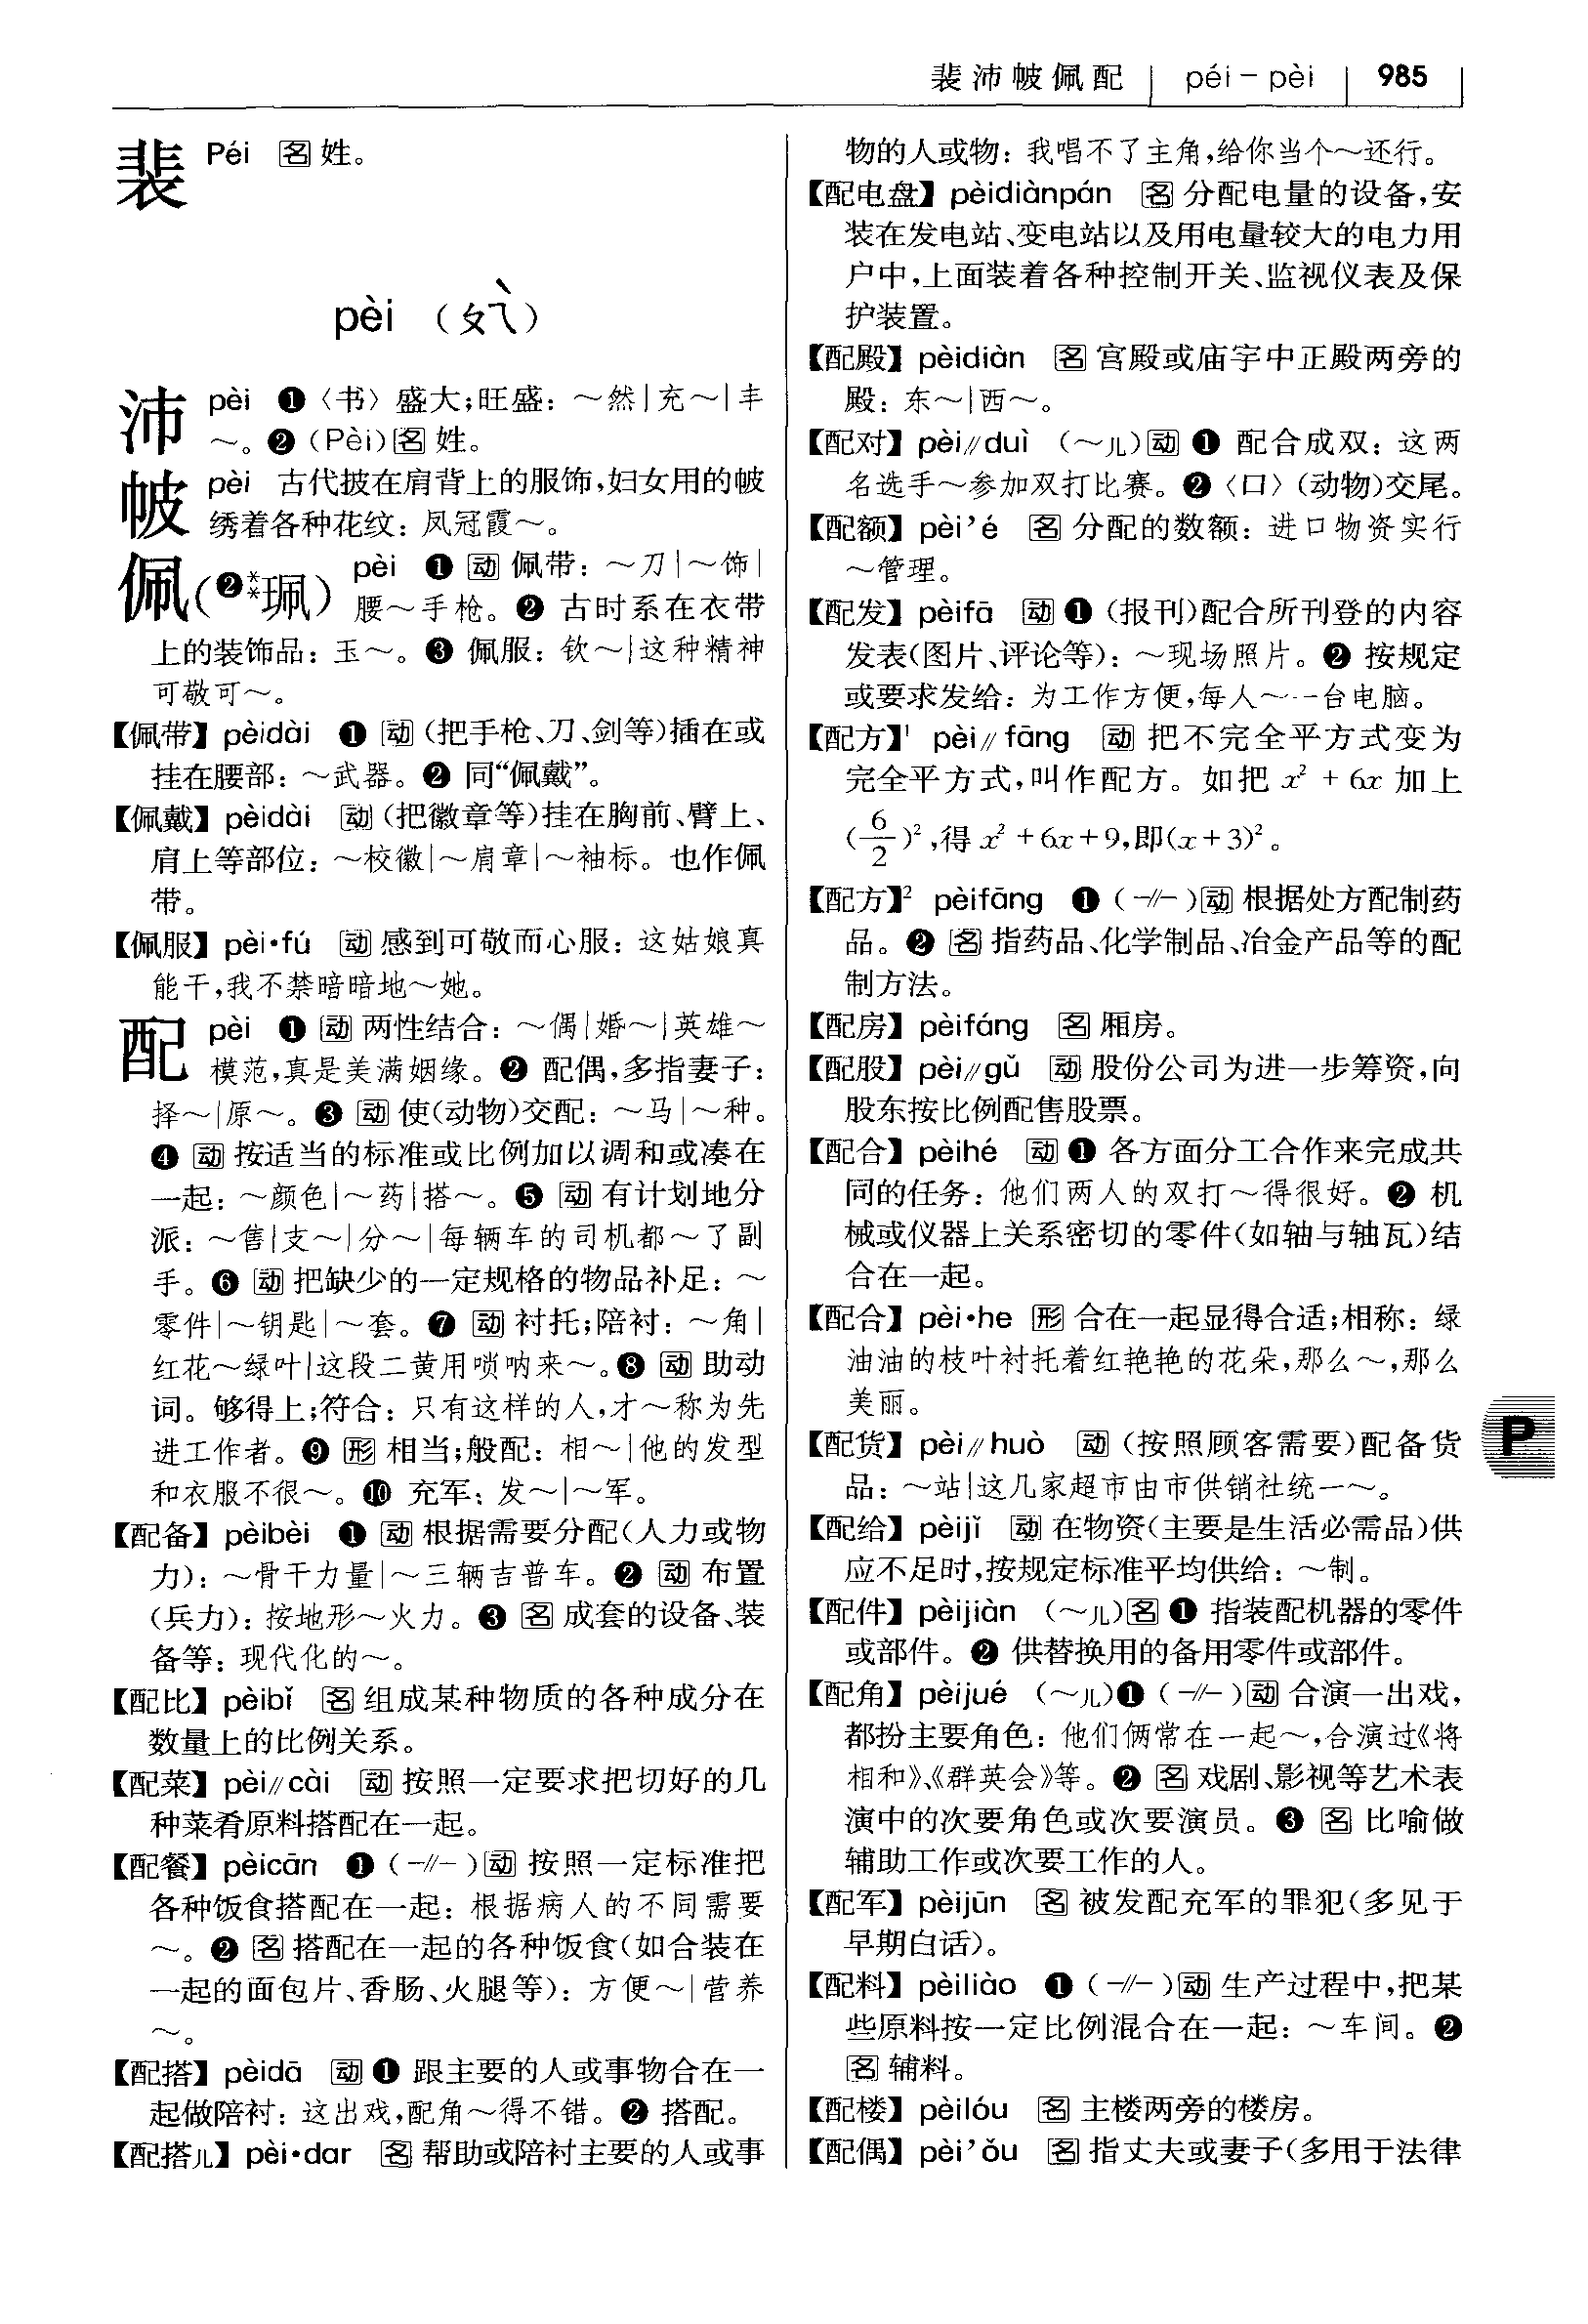 裴沛帔佩配 | péi－pèi | 985
裴 Péi 名 姓。
pèi （ㄆㄟ̀）
沛 pèi ❶〈书〉盛大;旺盛：～然|充～|丰
～。❷（Pèi）名 姓。
帔 pèi 古代披在肩背上的服饰,妇女用的帔
绣着各种花纹：凤冠霞～。
佩（❷**珮） pèi ❶ 动 佩带：～刀|～饰|
腰～手枪。❷ 古时系在衣带
上的装饰品：玉～。❸ 佩服：钦～|这种精神
可敬可～。
【佩带】pèidài ❶ 动（把手枪、刀、剑等）插在或
挂在腰部：～武器。❷ 同“佩戴”。
【佩戴】pèidài 动（把徽章等）挂在胸前、臂上、
肩上等部位：～校徽|～肩章|～袖标。也作佩
带。
【佩服】pèi•fú 动 感到可敬而心服：这姑娘真
能干,我不禁暗暗地～她。
配 pèi ❶ 动 两性结合：～偶|婚～|英雄～
模范,真是美满姻缘。❷ 配偶,多指妻子：
择～|原～。❸ 动 使（动物）交配：～马|～种。
❹ 动 按适当的标准或比例加以调和或凑在
一起：～颜色|～药|搭～。❺ 动 有计划地分
派：～售|支～|分～|每辆车的司机都～了副
手。❻ 动 把缺少的一定规格的物品补足：～
零件|～钥匙|～套。❼ 动 衬托;陪衬：～角|
红花～绿叶|这段二黄用唢呐来～。❽ 动 助动
词。够得上;符合：只有这样的人,才～称为先
进工作者。❾ 形 相当;般配：相～|他的发型
和衣服不很～。❿ 充军：发～|～军。
【配备】pèibèi ❶ 动 根据需要分配（人力或物
力）：～骨干力量|～三辆吉普车。❷ 动 布置
（兵力）：按地形～火力。❸ 名 成套的设备、装
备等：现代化的～。
【配比】pèibǐ 名 组成某种物质的各种成分在
数量上的比例关系。
【配菜】pèi//cài 动 按照一定要求把切好的几
种菜肴原料搭配在一起。
【配餐】pèicān ❶（-//-）动 按照一定标准把
各种饭食搭配在一起：根据病人的不同需要
～。❷ 名 搭配在一起的各种饭食（如合装在
一起的面包片、香肠、火腿等）：方便～|营养
～。
【配搭】pèidā 动 ❶ 跟主要的人或事物合在一
起做陪衬：这出戏,配角～得不错。❷ 搭配。
【配搭儿】pèi•dar 名 帮助或陪衬主要的人或事
物的人或物：我唱不了主角,给你当个～还行。
【配电盘】pèidiànpán 名 分配电量的设备,安
装在发电站、变电站以及用电量较大的电力用
户中,上面装着各种控制开关、监视仪表及保
护装置。
【配殿】pèidiàn 名 宫殿或庙宇中正殿两旁的
殿：东～|西～。
【配对】pèi//duì （～儿）动 ❶ 配合成双：这两
名选手～参加双打比赛。❷〈口〉（动物）交尾。
【配额】pèi’é 名 分配的数额：进口物资实行
～管理。
【配发】pèifā 动 ❶（报刊）配合所刊登的内容
发表（图片、评论等）：～现场照片。❷ 按规定
或要求发给：为工作方便,每人～一台电脑。
【配方】¹ pèi//fāng 动 把不完全平方式变为
完全平方式,叫作配方。如把 x² + 6x 加上
(6/2)²,得 x² + 6x + 9,即(x + 3)²。
【配方】² pèifāng ❶（-//-）动 根据处方配制药
品。❷ 名 指药品、化学制品、冶金产品等的配
制方法。
【配房】pèifáng 名 厢房。
【配股】pèi//gǔ 动 股份公司为进一步筹资,向
股东按比例配售股票。
【配合】pèihé 动 ❶ 各方面分工合作来完成共
同的任务：他们两人的双打～得很好。❷ 机
械或仪器上关系密切的零件（如轴与轴瓦）结
合在一起。
【配合】pèi•he 形 合在一起显得合适;相称：绿
油油的枝叶衬托着红艳艳的花朵,那么～,那么
美丽。
【配货】pèi//huò 动（按照顾客需要）配备货
品：～站|这几家超市由市供销社统一～。
【配给】pèijǐ 动 在物资（主要是生活必需品）供
应不足时,按规定标准平均供给：～制。
【配件】pèijiàn （～儿）名 ❶ 指装配机器的零件
或部件。❷ 供替换用的备用零件或部件。
【配角】pèijué （～儿）❶（-//-）动 合演一出戏,
都扮主要角色：他们俩常在一起～,合演过《将
相和》、《群英会》等。❷ 名 戏剧、影视等艺术表
演中的次要角色或次要演员。❸ 名 比喻做
辅助工作或次要工作的人。
【配军】pèijūn 名 被发配充军的罪犯（多见于
早期白话）。
【配料】pèiliào ❶（-//-）动 生产过程中,把某
些原料按一定比例混合在一起：～车间。❷
名 辅料。
【配楼】pèilóu 名 主楼两旁的楼房。
【配偶】pèi’ǒu 名 指丈夫或妻子（多用于法律
P